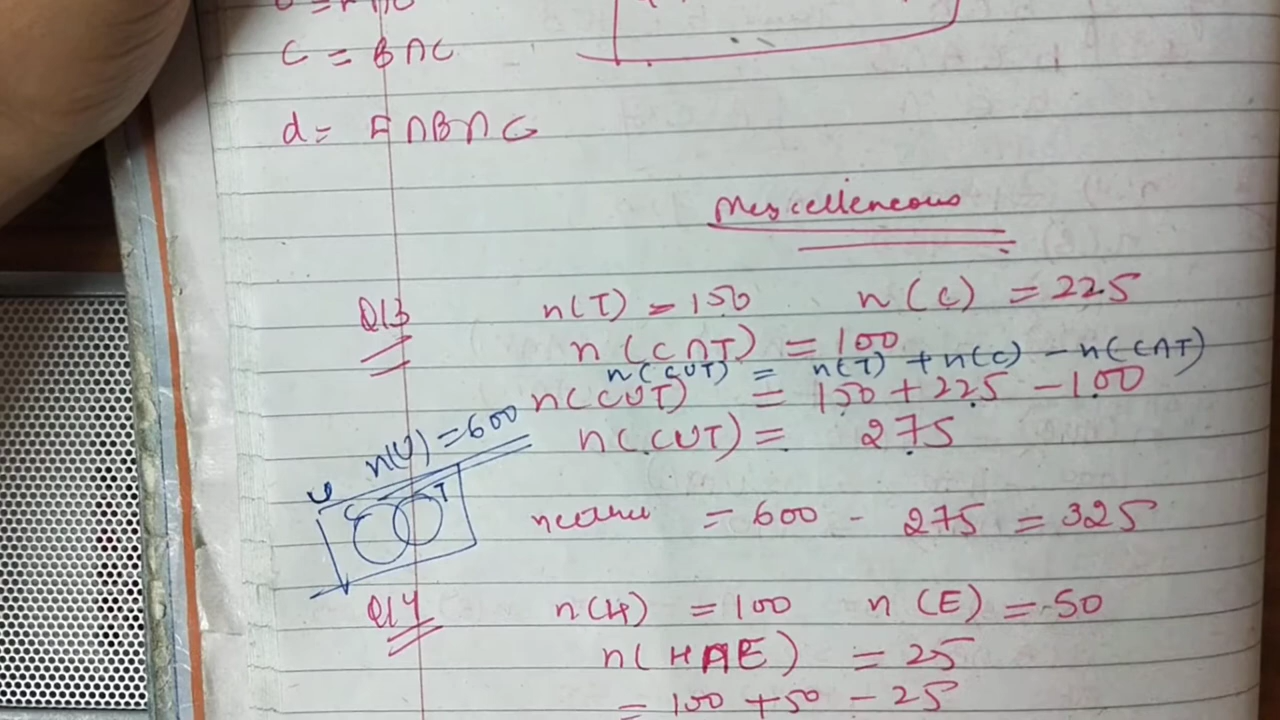 C = B∩C
d = A∩B∩C
Mescelleneous
Q13
n(T) = 150 n(C) = 225
n(C∩T) = 100
n(C∪T) = n(T) + n(C) - n(C∩T)
n(C∪T) = 150 + 225 - 100
n(C∪T) = 275
n(U) = 600
U C T
= 600 - 275 = 325
Q14 n(H) = 100 n(E) = 50
n(H∩E) = 25
= 100 + 50 - 25